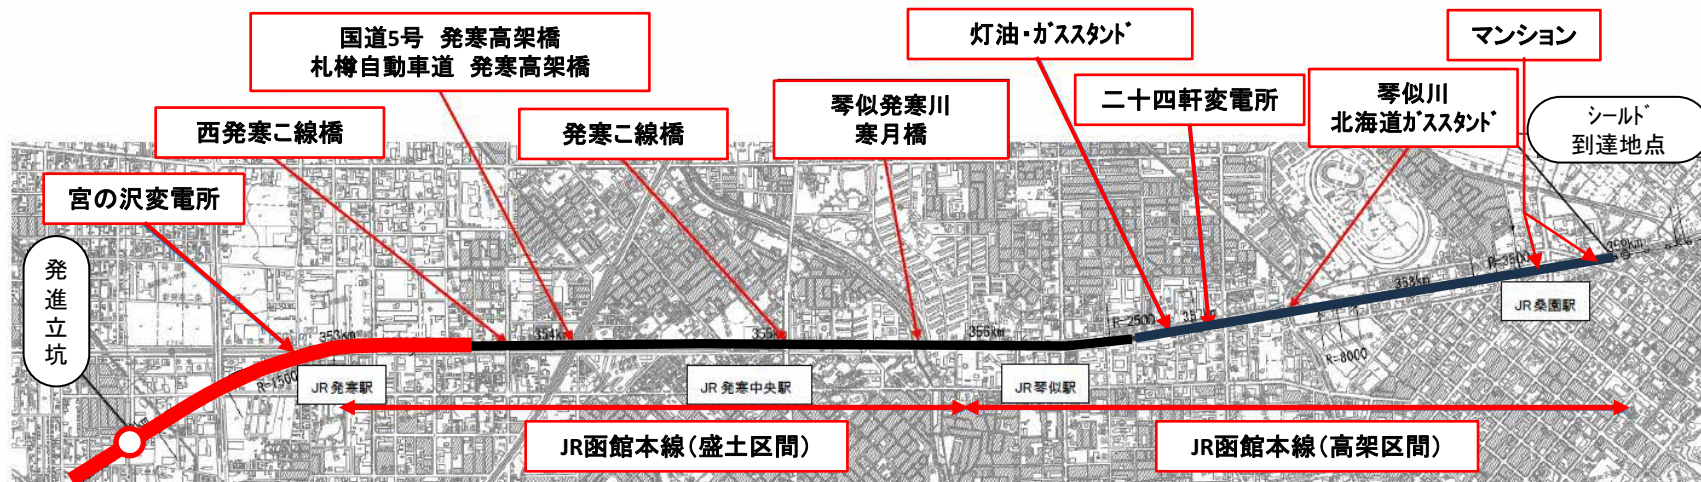 国道5号 発寒高架橋
札樽自動車道 発寒高架橋
灯油・ガススタンド
マンション
西発寒こ線橋
発寒こ線橋
琴似発寒川
寒月橋
二十四軒変電所
琴似川
北海道ガススタンド
シールド
到達地点
宮の沢変電所
発進立坑
353km
354k
355k
356km
R=2500
358km
R=3500
R=1500
R=8000
JR発寒駅
JR発寒中央駅
JR琴似駅
JR桑園駅
JR函館本線(盛土区間)
JR函館本線(高架区間)